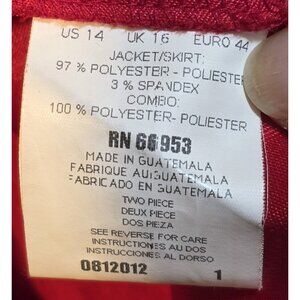 US 14 UK 16 EURO 44
JACKET/SKIRT:
97 % POLYESTER - POLIESTER
3 % SPANDEX
COMBO:
100 % POLYESTER- POLIESTER
RN 66953
MADE IN GUATEMALA
FABRIQUE AU GUATEMALA
FABRICADO EN GUATEMALA
TWO PIECE
DEUX PIECE
DOS PIEZA
SEE REVERSE FOR CARE
INSTRUCTIONS AU DOS
INSTRUCCIONES AL DORSO
0812012 1